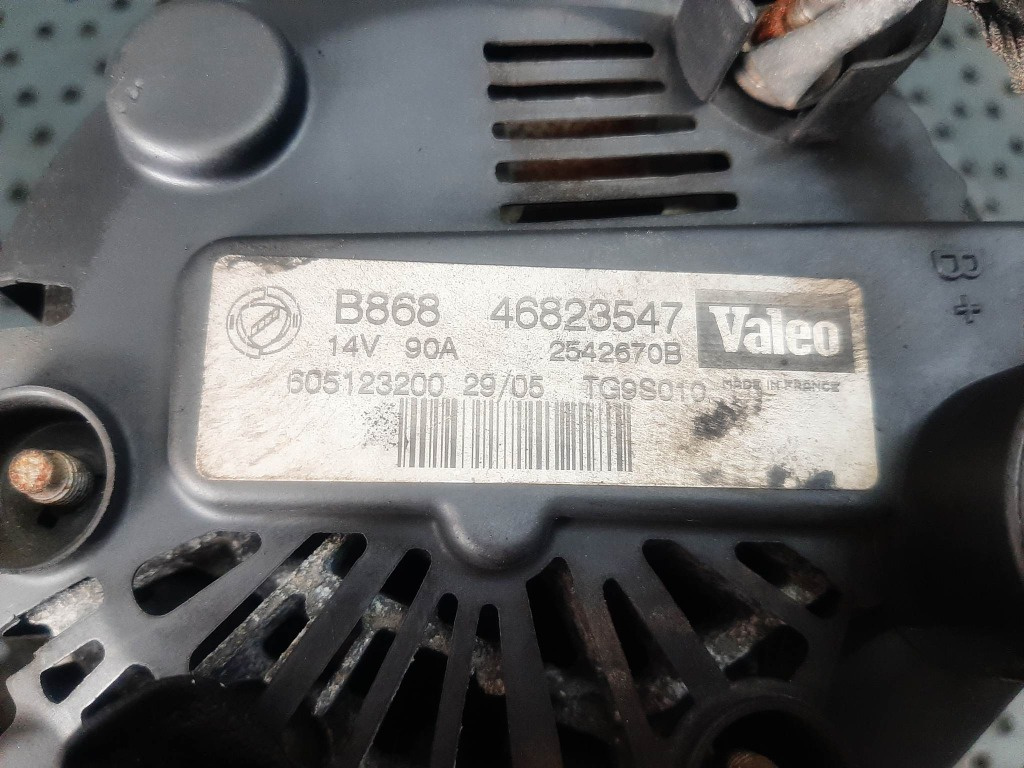 B868 46823547 Valeo
14V 90A 2542670B
605123200 29/05 TG9S010 MADE IN FRANCE
B+